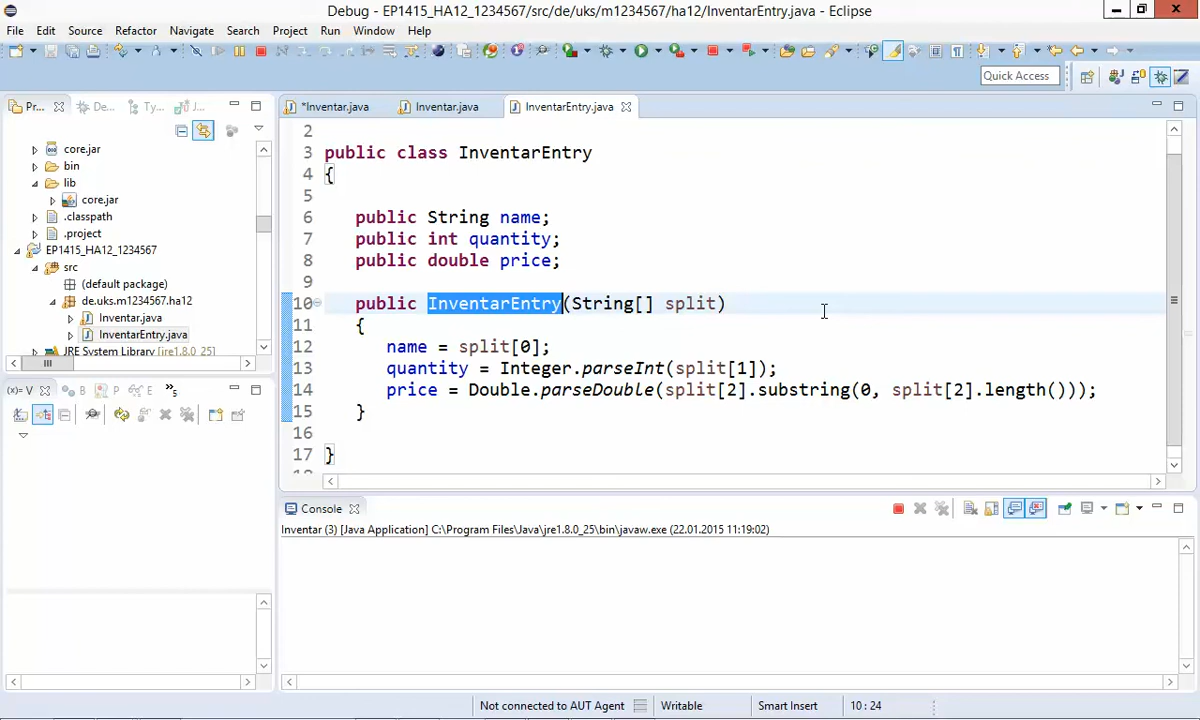 Debug - EP1415_HA12_1234567/src/de/uks/m1234567/ha12/InventarEntry.java - Eclipse
File Edit Source Refactor Navigate Search Project Run Window Help
Quick Access
Pr... De... Ty... J...
*Inventar.java Inventar.java InventarEntry.java
core.jar
bin
lib
core.jar
.classpath
.project
EP1415_HA12_1234567
src
(default package)
de.uks.m1234567.ha12
Inventar.java
InventarEntry.java
JRE System Library [jre1.8.0_25]
2
3 public class InventarEntry
4 {
5
6 public String name;
7 public int quantity;
8 public double price;
9
10 public InventarEntry(String[] split)
11 {
12 name = split[0];
13 quantity = Integer.parseInt(split[1]);
14 price = Double.parseDouble(split[2].substring(0, split[2].length()));
15 }
16
17 }
18
(x)= V B P E »5
Console
Inventar (3) [Java Application] C:\Program Files\Java\jre1.8.0_25\bin\javaw.exe (22.01.2015 11:19:02)
Not connected to AUT Agent Writable Smart Insert 10 : 24